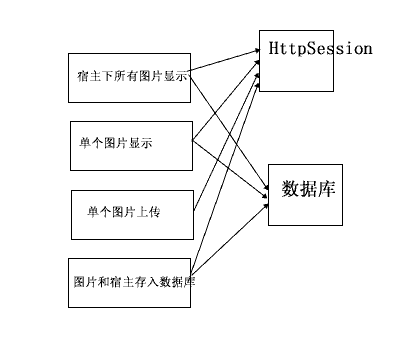 HttpSession
宿主下所有图片显示
单个图片显示
数据库
单个图片上传
图片和宿主存入数据库